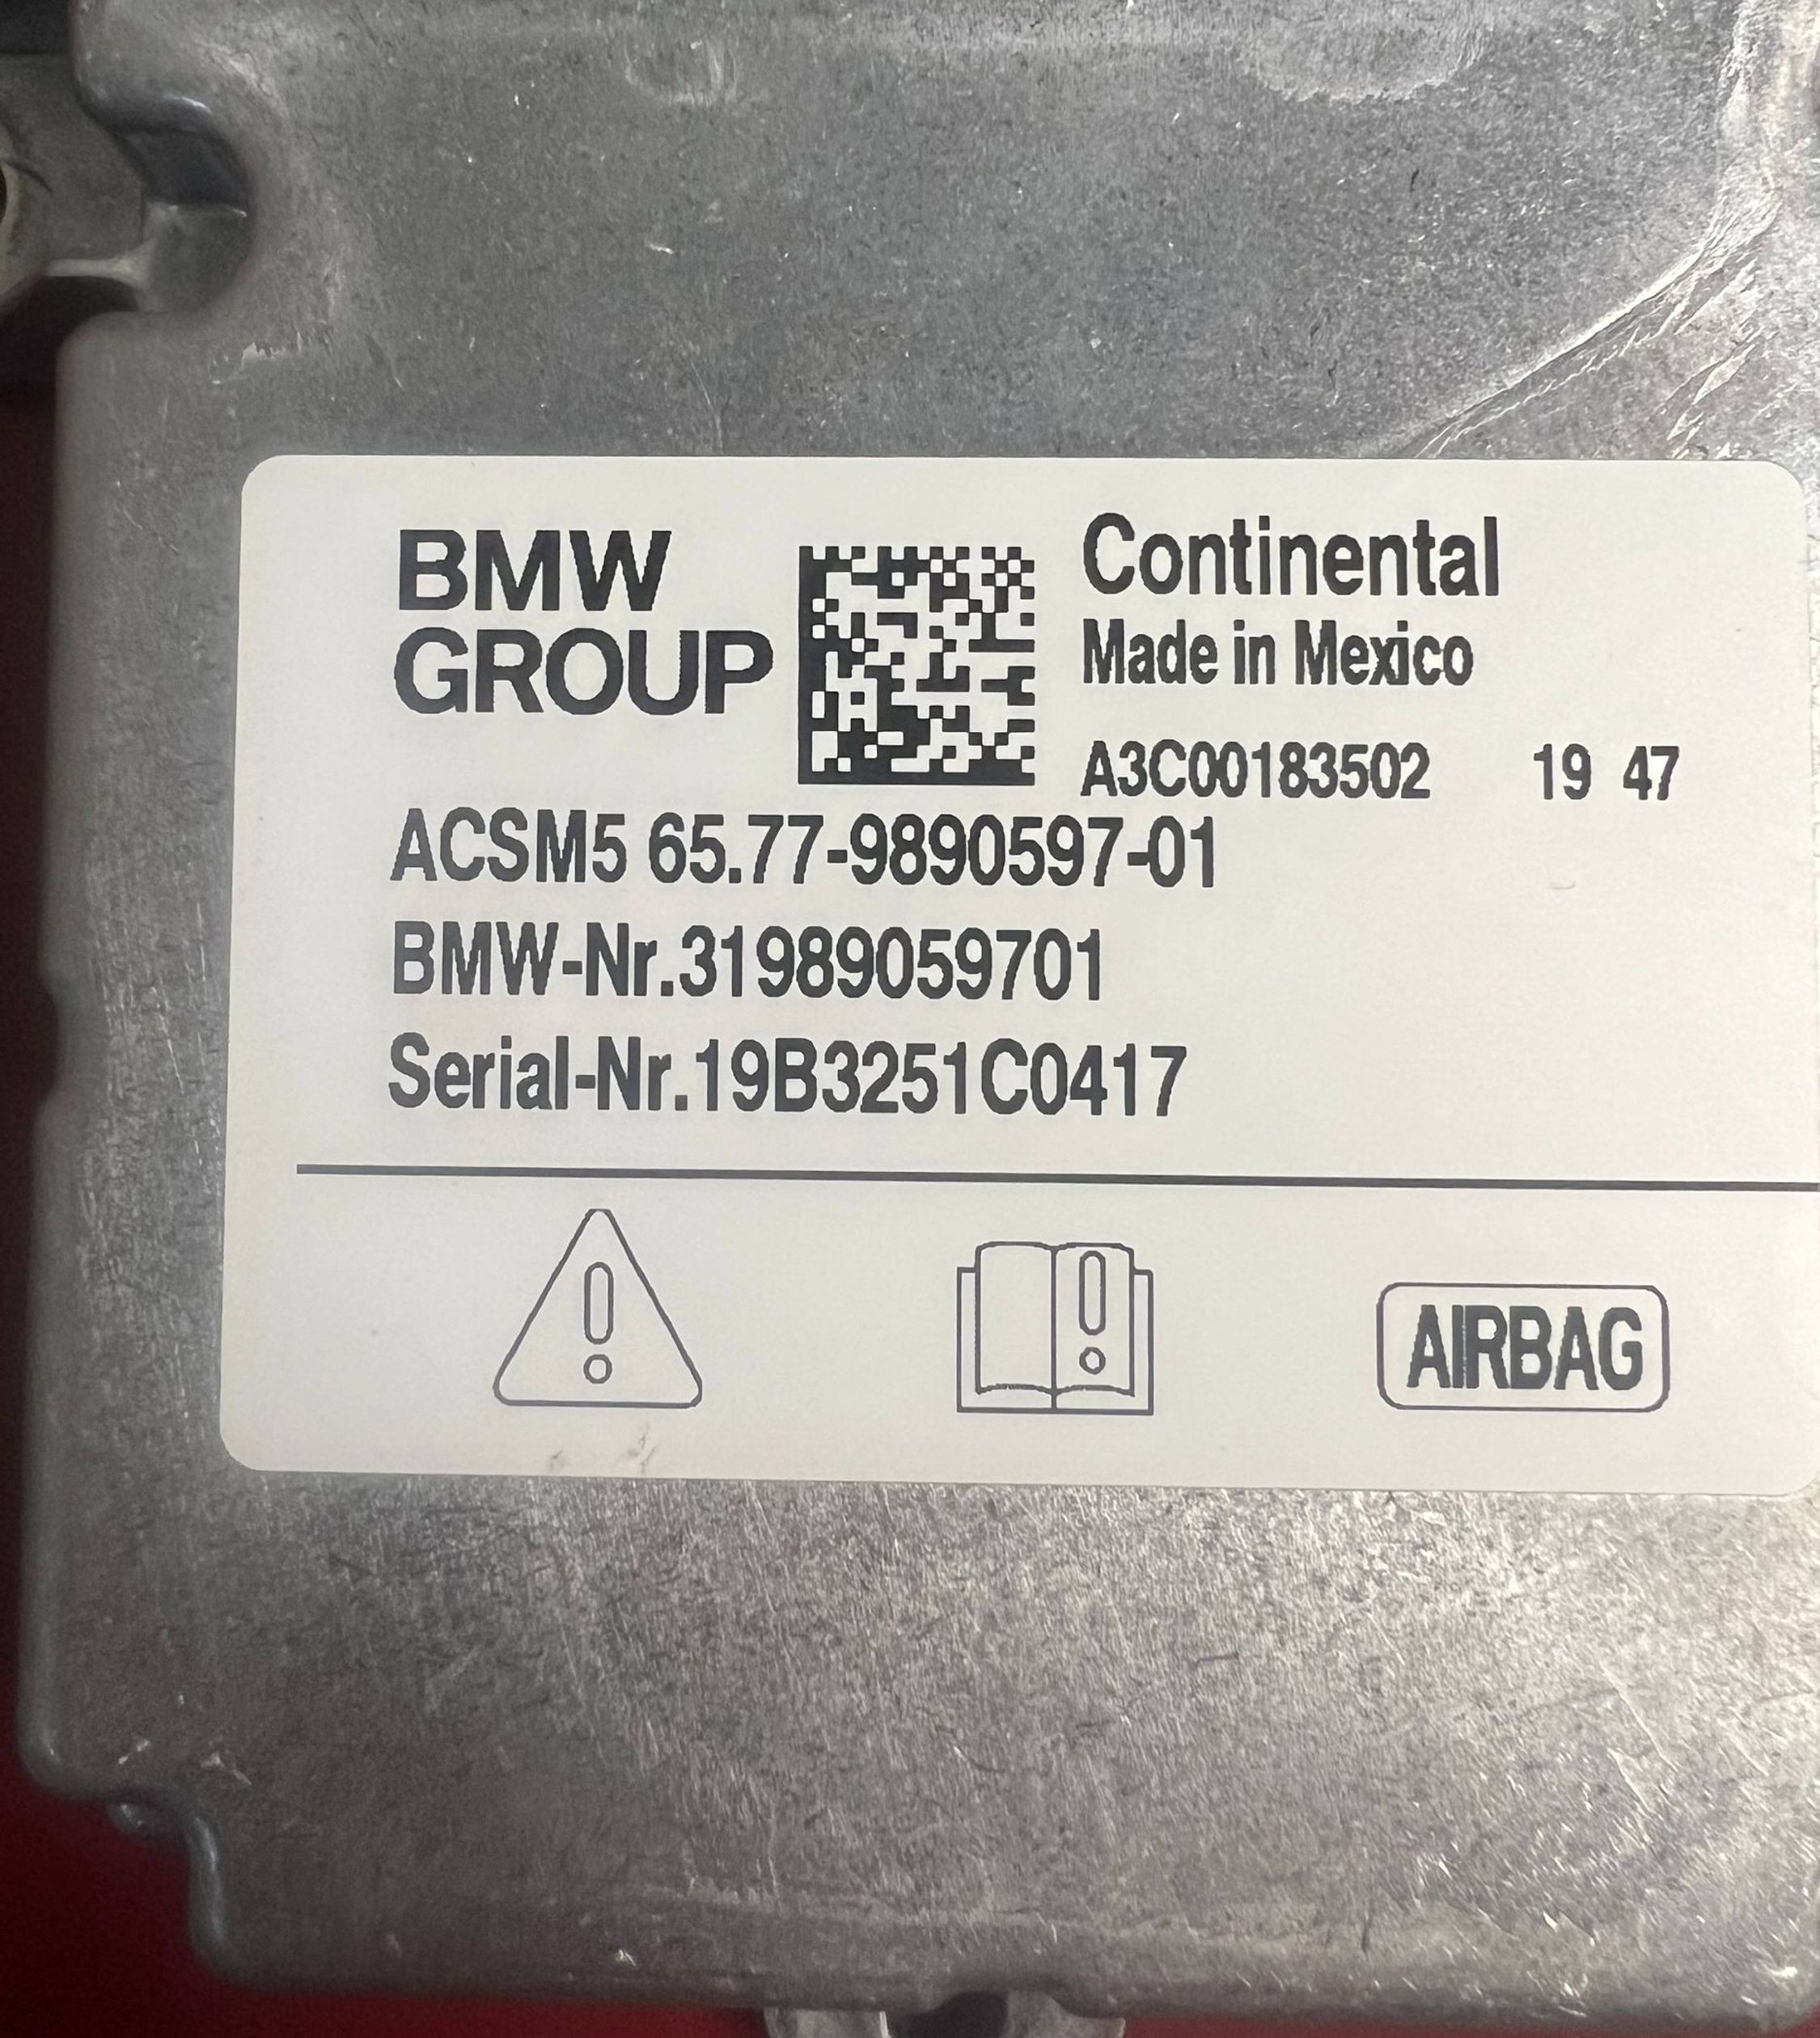 BMW
GROUP
Continental
Made in Mexico
A3C00183502 19 47
ACSM5 65.77-9890597-01
BMW-Nr.31989059701
Serial-Nr.19B3251C0417
AIRBAG